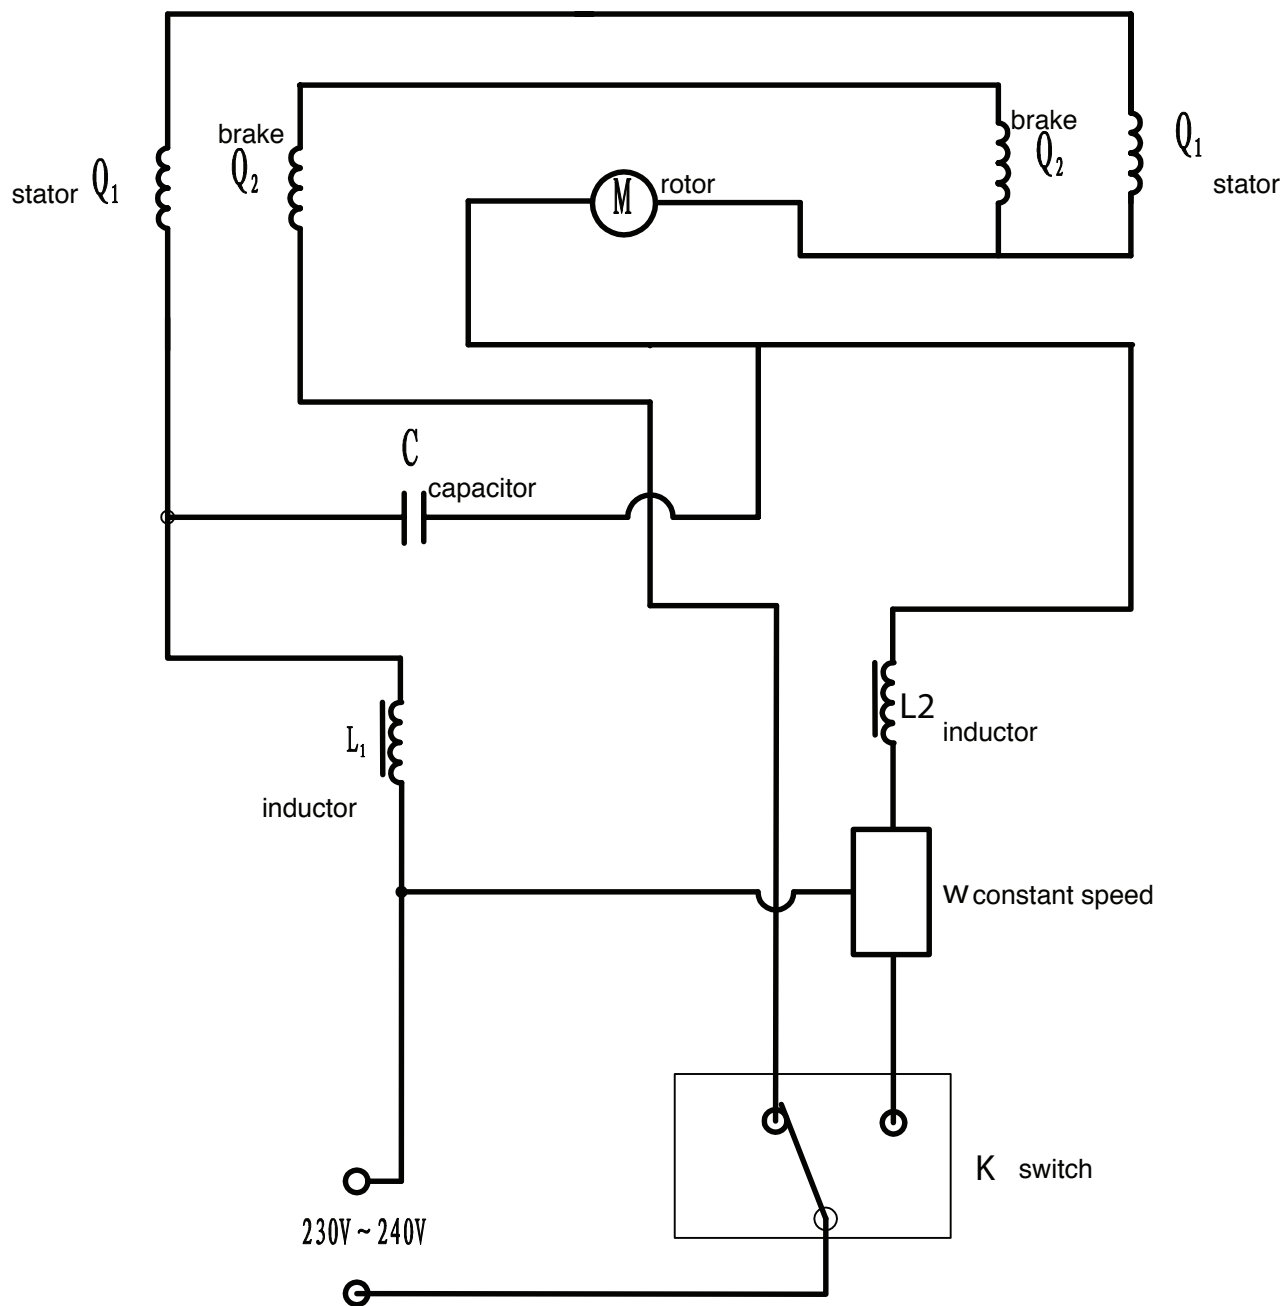 brake
Q2
stator Q1
M
rotor
brake
Q2
Q1
stator
C
capacitor
L1
inductor
L2
inductor
W constant speed
K switch
230V ~ 240V